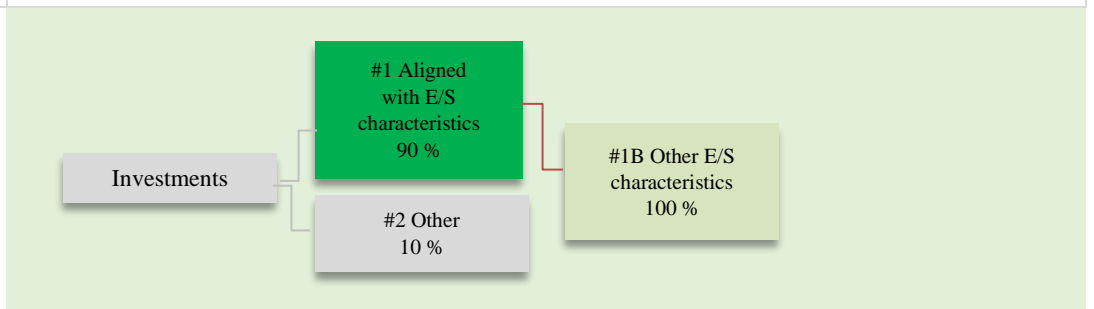 Investments
#1 Aligned
with E/S
characteristics
90 %
#2 Other
10 %
#1B Other E/S
characteristics
100 %